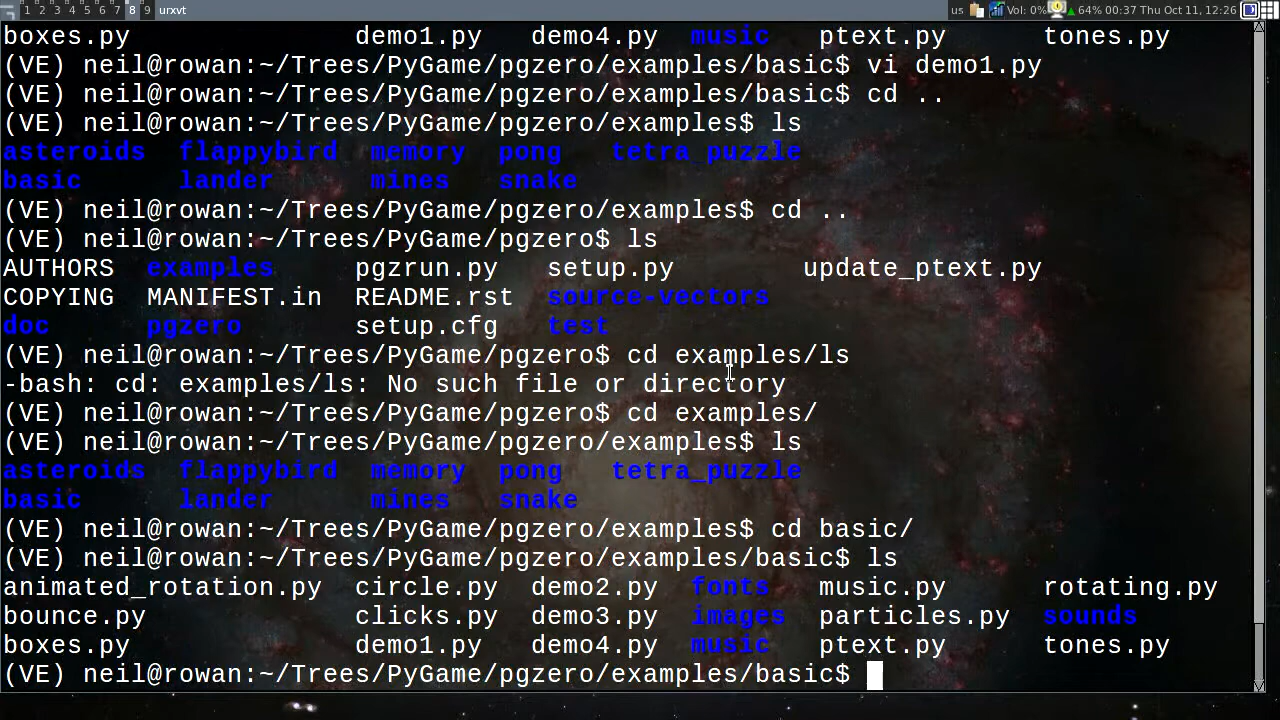 1 2 3 4 5 6 7 8 9 urxvt us Vol: 0% 64% 00:37 Thu Oct 11, 12:26
boxes.py demo1.py demo4.py music ptext.py tones.py
(VE) neil@rowan:~/Trees/PyGame/pgzero/examples/basic$ vi demo1.py
(VE) neil@rowan:~/Trees/PyGame/pgzero/examples/basic$ cd ..
(VE) neil@rowan:~/Trees/PyGame/pgzero/examples$ ls
asteroids flappybird memory pong tetra_puzzle
basic lander mines snake
(VE) neil@rowan:~/Trees/PyGame/pgzero/examples$ cd ..
(VE) neil@rowan:~/Trees/PyGame/pgzero$ ls
AUTHORS examples pgzrun.py setup.py update_ptext.py
COPYING MANIFEST.in README.rst source-vectors
doc pgzero setup.cfg test
(VE) neil@rowan:~/Trees/PyGame/pgzero$ cd examples/ls
-bash: cd: examples/ls: No such file or directory
(VE) neil@rowan:~/Trees/PyGame/pgzero$ cd examples/
(VE) neil@rowan:~/Trees/PyGame/pgzero/examples$ ls
asteroids flappybird memory pong tetra_puzzle
basic lander mines snake
(VE) neil@rowan:~/Trees/PyGame/pgzero/examples$ cd basic/
(VE) neil@rowan:~/Trees/PyGame/pgzero/examples/basic$ ls
animated_rotation.py circle.py demo2.py fonts music.py rotating.py
bounce.py clicks.py demo3.py images particles.py sounds
boxes.py demo1.py demo4.py music ptext.py tones.py
(VE) neil@rowan:~/Trees/PyGame/pgzero/examples/basic$